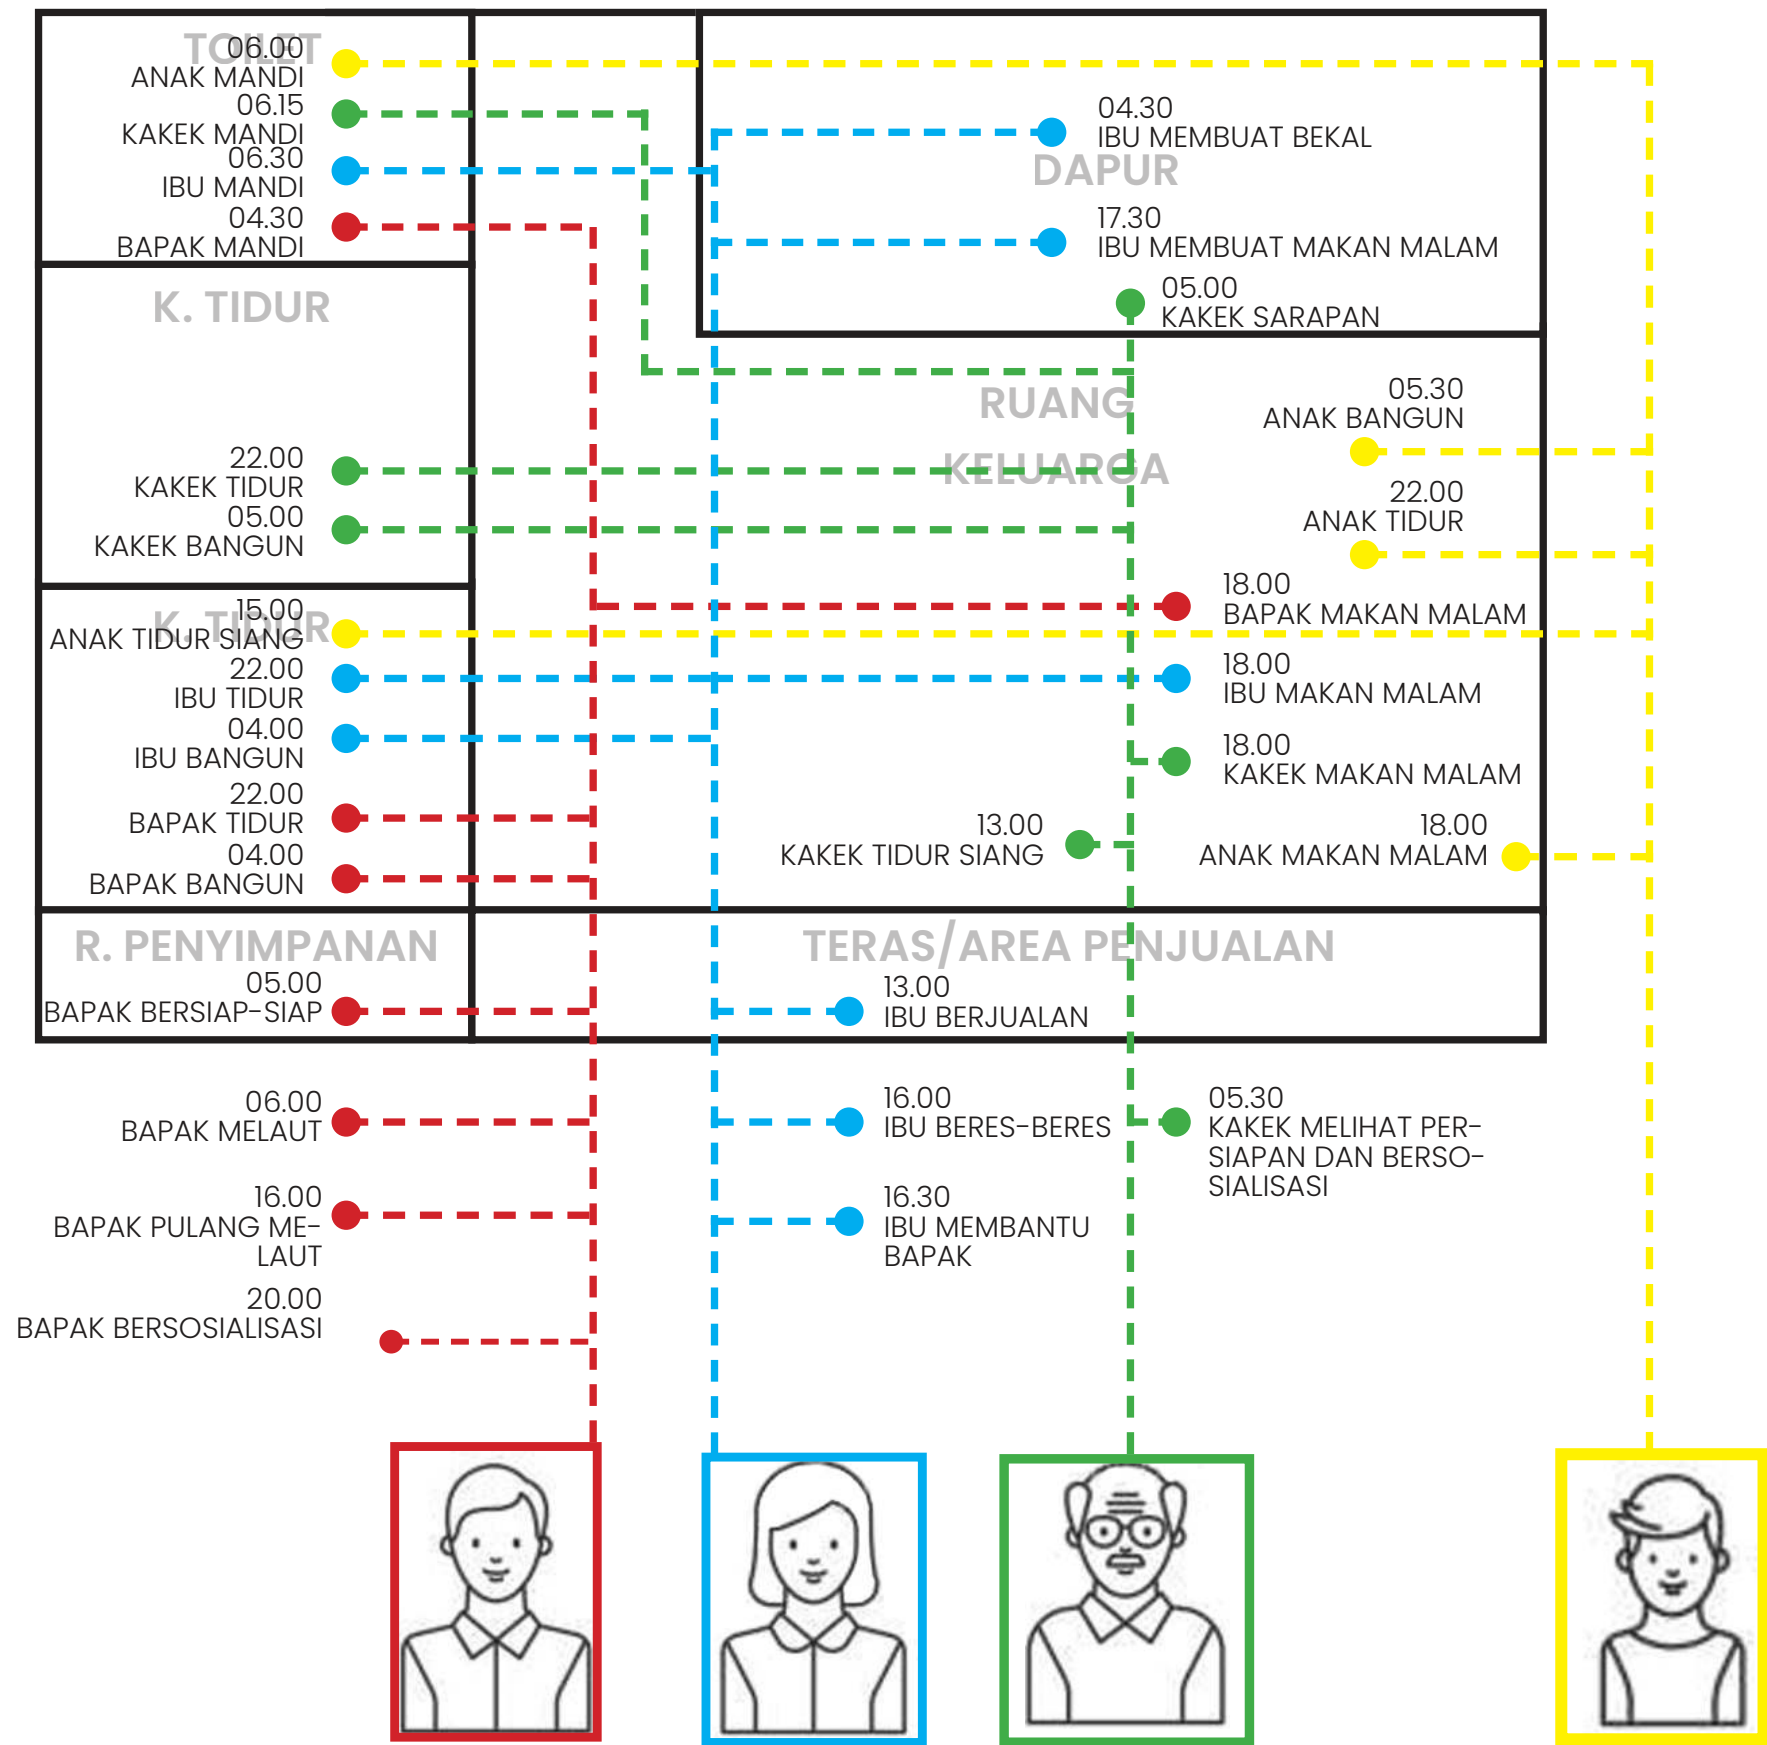 TOILET
06.00
ANAK MANDI
06.15
KAKEK MANDI
06.30
IBU MANDI
04.30
BAPAK MANDI
04.30
IBU MEMBUAT BEKAL
DAPUR
17.30
IBU MEMBUAT MAKAN MALAM
05.00
KAKEK SARAPAN
K. TIDUR
22.00
KAKEK TIDUR
05.00
KAKEK BANGUN
RUANG
KELUARGA
05.30
ANAK BANGUN
22.00
ANAK TIDUR
18.00
BAPAK MAKAN MALAM
18.00
IBU MAKAN MALAM
18.00
KAKEK MAKAN MALAM
13.00
KAKEK TIDUR SIANG
18.00
ANAK MAKAN MALAM
K. TIDUR
15.00
ANAK TIDUR SIANG
22.00
IBU TIDUR
04.00
IBU BANGUN
22.00
BAPAK TIDUR
04.00
BAPAK BANGUN
R. PENYIMPANAN
05.00
BAPAK BERSIAP-SIAP
TERAS/AREA PENJUALAN
13.00
IBU BERJUALAN
06.00
BAPAK MELAUT
16.00
BAPAK PULANG ME-
LAUT
20.00
BAPAK BERSOSIALISASI
16.00
IBU BERES-BERES
16.30
IBU MEMBANTU
BAPAK
05.30
KAKEK MELIHAT PER-
SIAPAN DAN BERSO-
SIALISASI